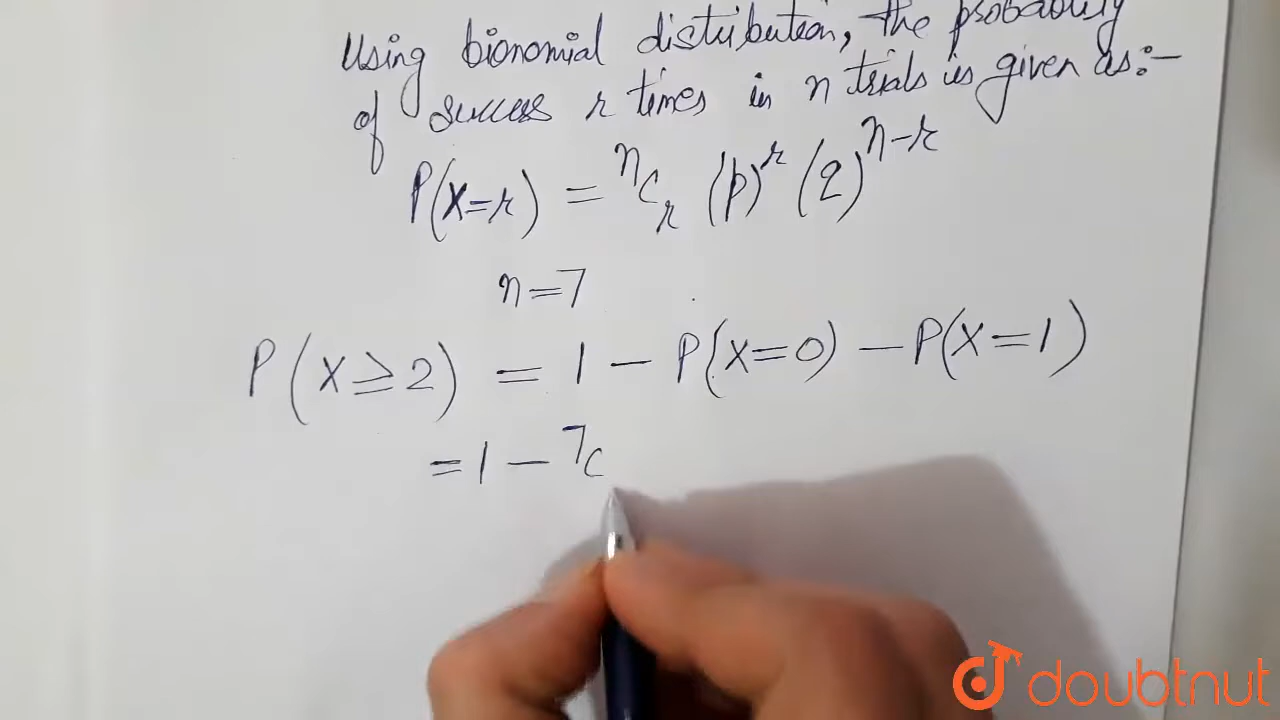 Using bionomial distribution, the probability
of success r times in n trials is given as:-
P(X=r) = ⁿCᵣ (p)ʳ (q)ⁿ⁻ʳ
n=7
P(X≥2) = 1 - P(X=0) - P(X=1)
= 1 - ⁷C
doubtnut